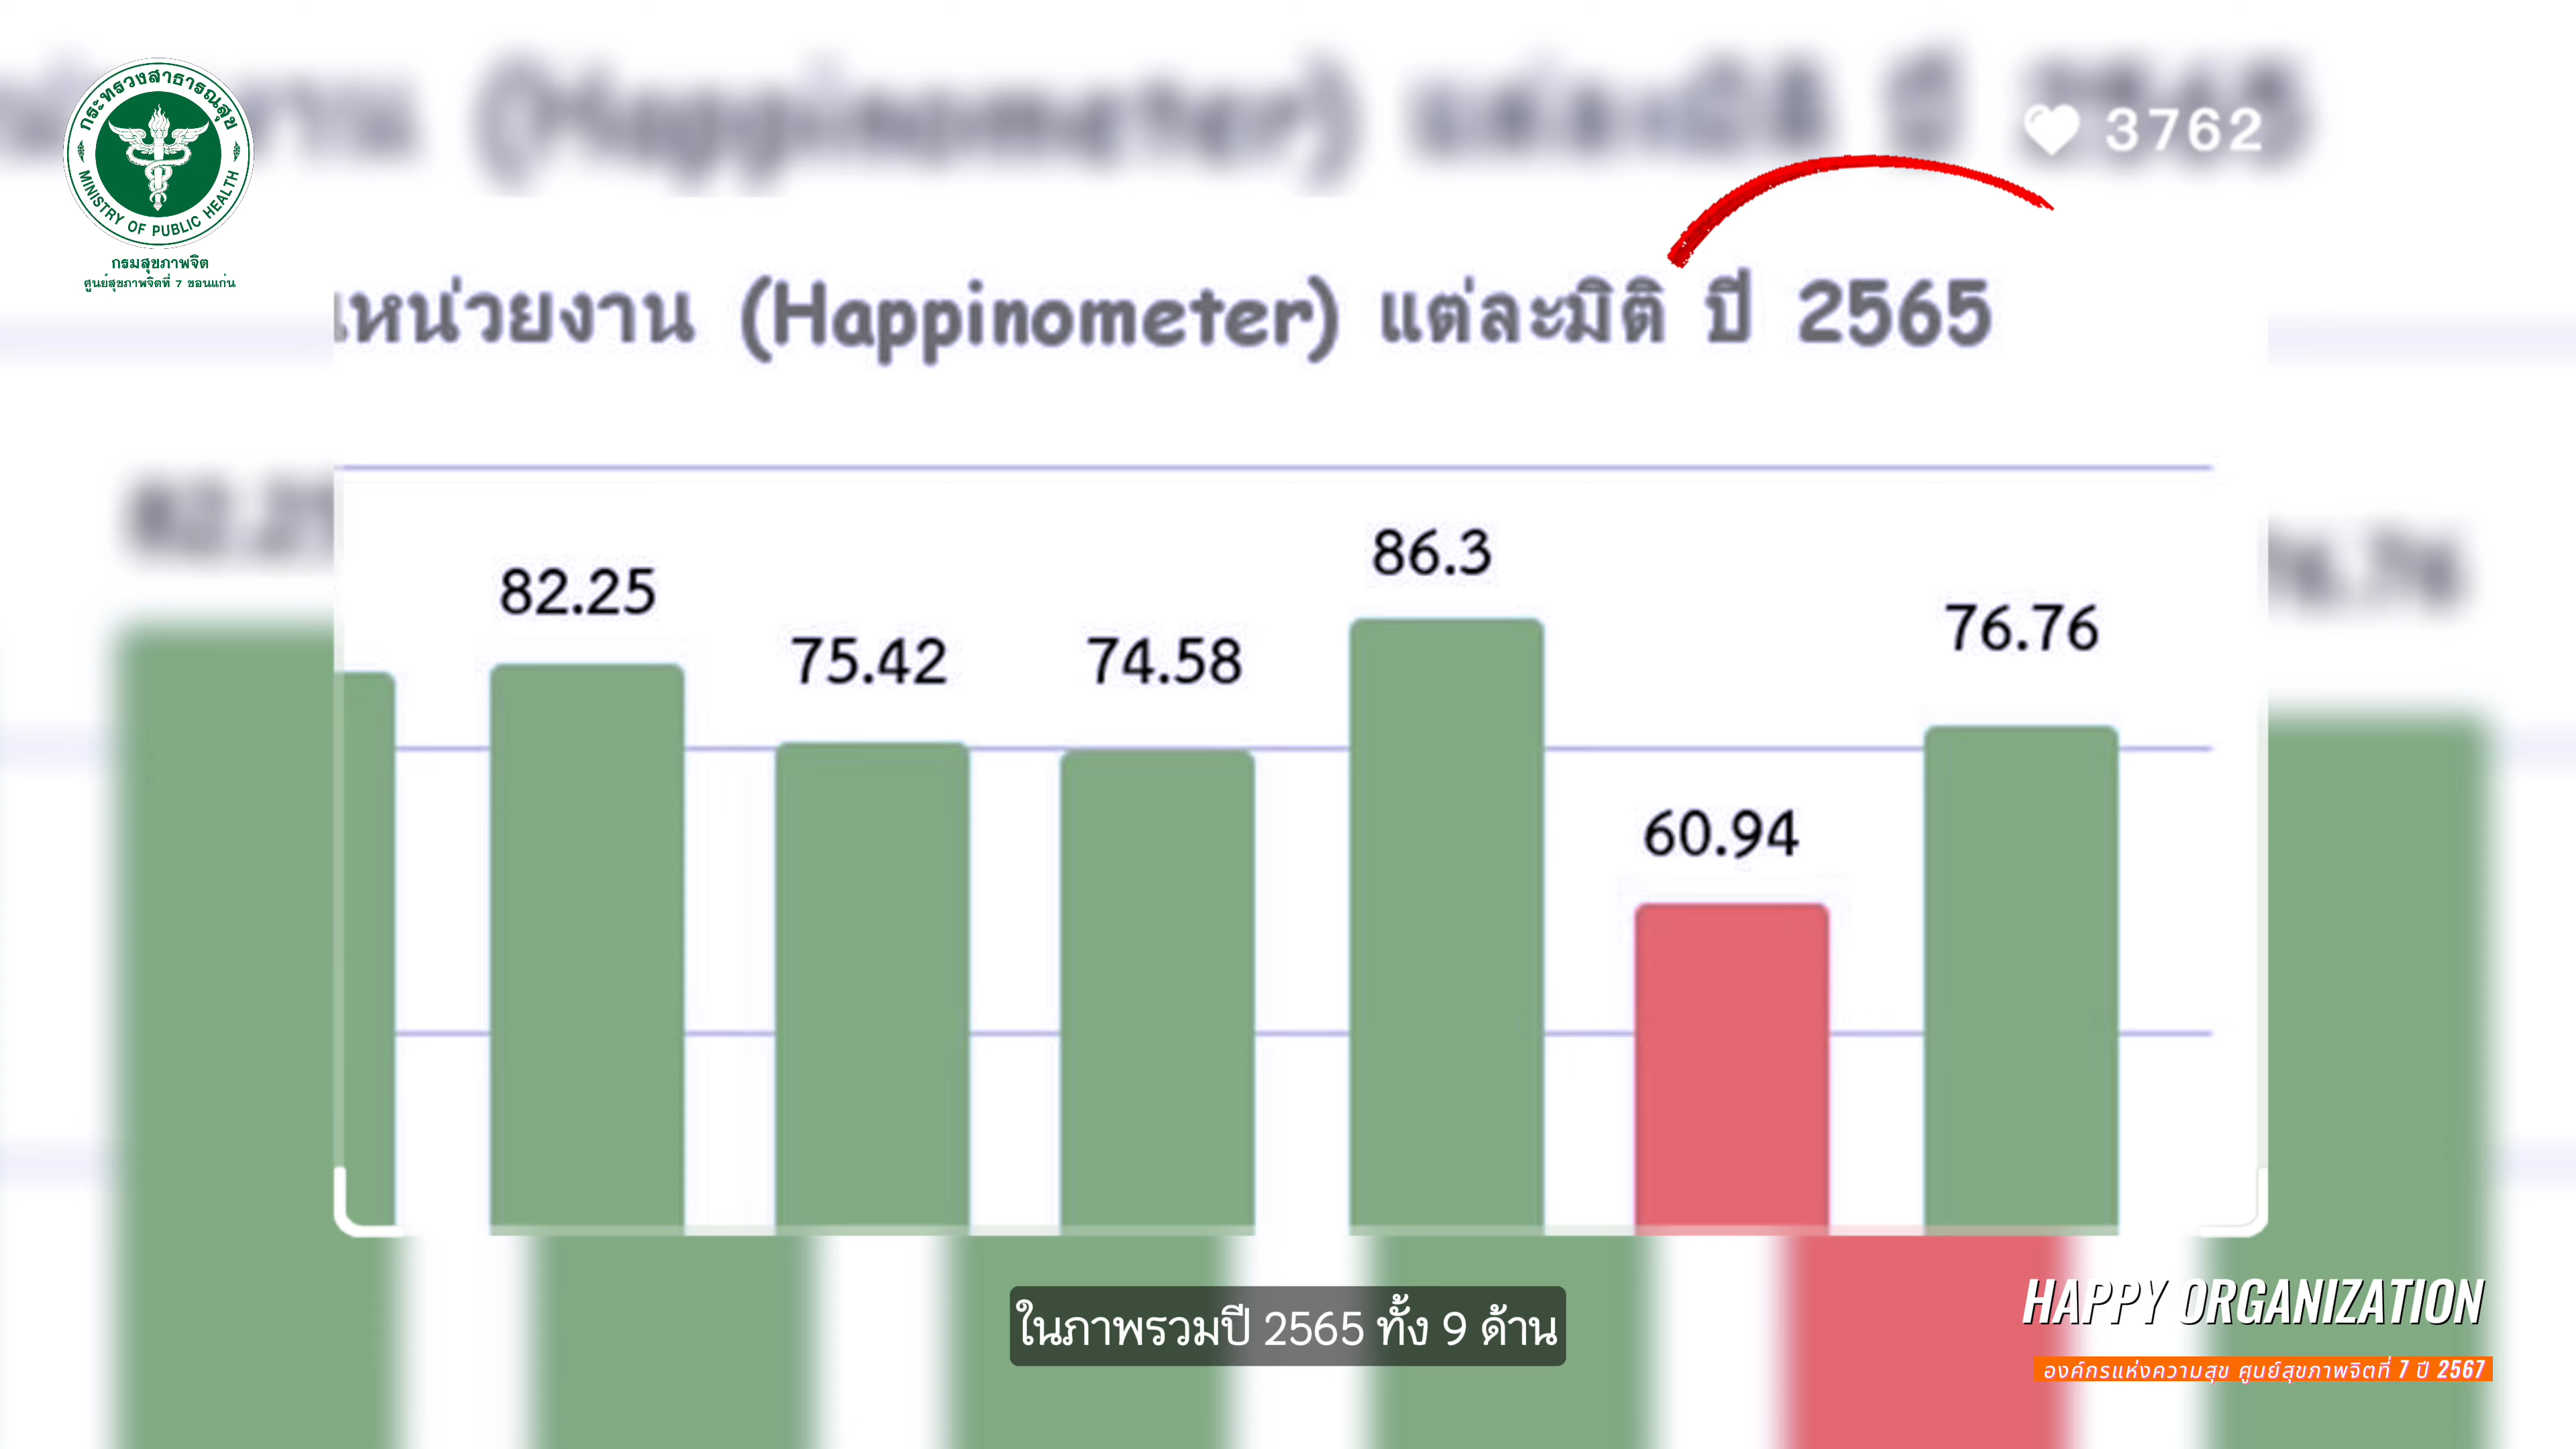 กระทรวงสาธารณสุข
MINISTRY OF PUBLIC HEALTH
กรมสุขภาพจิต
ศูนย์สุขภาพจิตที่ 7 ขอนแก่น
3762
หน่วยงาน (Happinometer) แต่ละมิติ ปี 2565
82.25
75.42
74.58
86.3
60.94
76.76
ในภาพรวมปี 2565 ทั้ง 9 ด้าน
HAPPY ORGANIZATION
องค์กรแห่งความสุข ศูนย์สุขภาพจิตที่ 7 ปี 2567